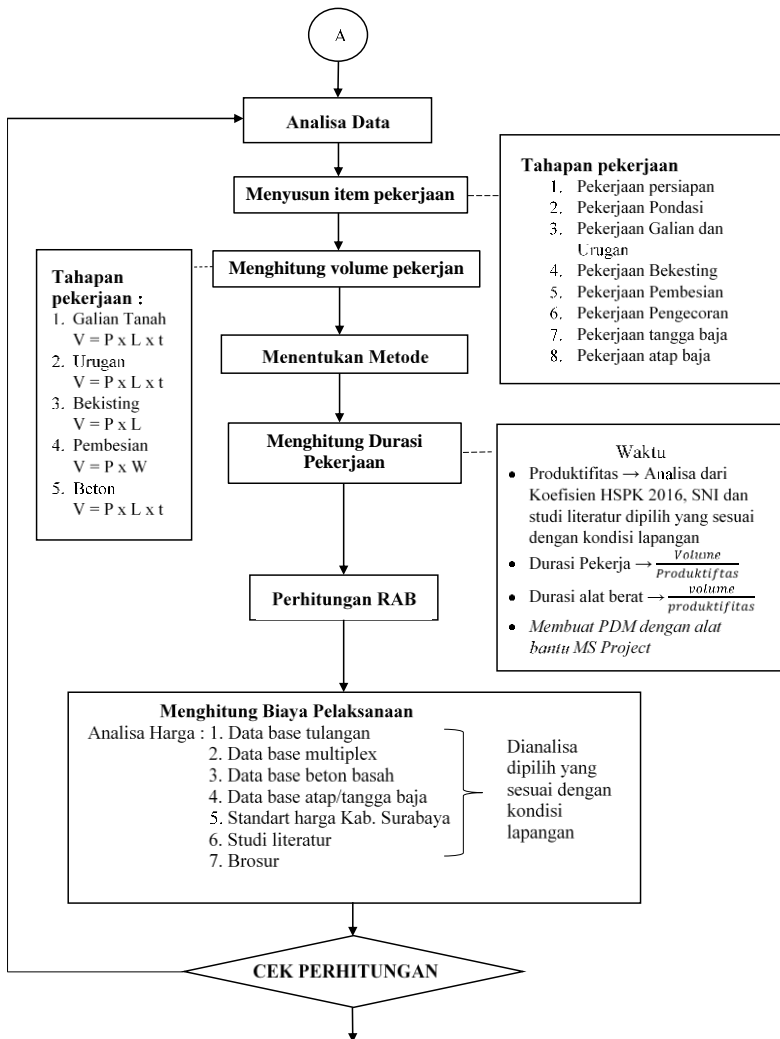 A
Analisa Data
Menyusun item pekerjaan
Tahapan pekerjaan
1. Pekerjaan persiapan
2. Pekerjaan Pondasi
3. Pekerjaan Galian dan
Urugan
4. Pekerjaan Bekesting
5. Pekerjaan Pembesian
6. Pekerjaan Pengecoran
7. Pekerjaan tangga baja
8. Pekerjaan atap baja
Menghitung volume pekerjan
Tahapan
pekerjaan :
1. Galian Tanah
V = P x L x t
2. Urugan
V = P x L x t
3. Bekisting
V = P x L
4. Pembesian
V = P x W
5. Beton
V = P x L x t
Menentukan Metode
Menghitung Durasi
Pekerjaan
Waktu
• Produktifitas → Analisa dari
Koefisien HSPK 2016, SNI dan
studi literatur dipilih yang sesuai
dengan kondisi lapangan
• Durasi Pekerja → Volume / Produktiftas
• Durasi alat berat → volume / produktifitas
• Membuat PDM dengan alat
bantu MS Project
Perhitungan RAB
Menghitung Biaya Pelaksanaan
Analisa Harga : 1. Data base tulangan
2. Data base multiplex
3. Data base beton basah
4. Data base atap/tangga baja
5. Standart harga Kab. Surabaya
6. Studi literatur
7. Brosur
Dianalisa
dipilih yang
sesuai dengan
kondisi
lapangan
CEK PERHITUNGAN